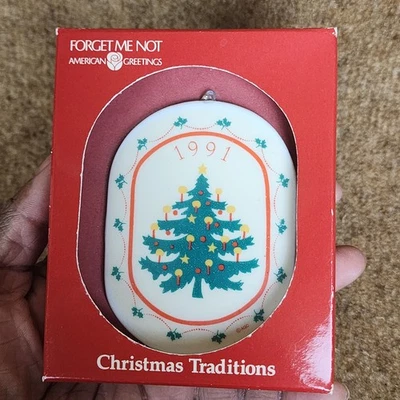 FORGET ME NOT
AMERICAN GREETINGS
1991
Christmas Traditions